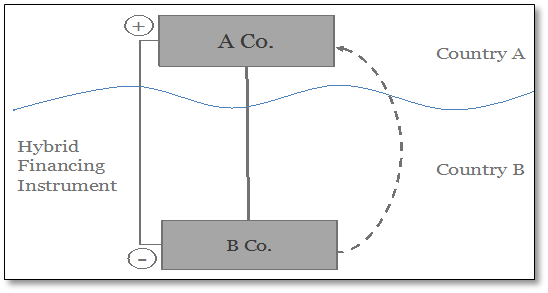 +
A Co.
Country A
Hybrid
Financing
Instrument
Country B
B Co.
-